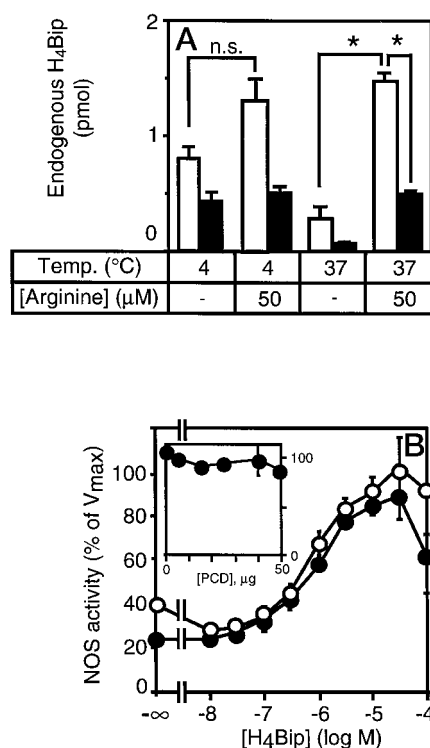 A
n.s.
*
*
Endogenous H₄Bip
(pmol)
2
1
0
Temp. (°C) 4 4 37 37
[Arginine] (µM) - 50 - 50
B
NOS activity (% of Vmax)
100
80
60
40
20
0
100
0
0 50
[PCD], µg
-∞ -8 -7 -6 -5 -4
[H4Bip] (log M)